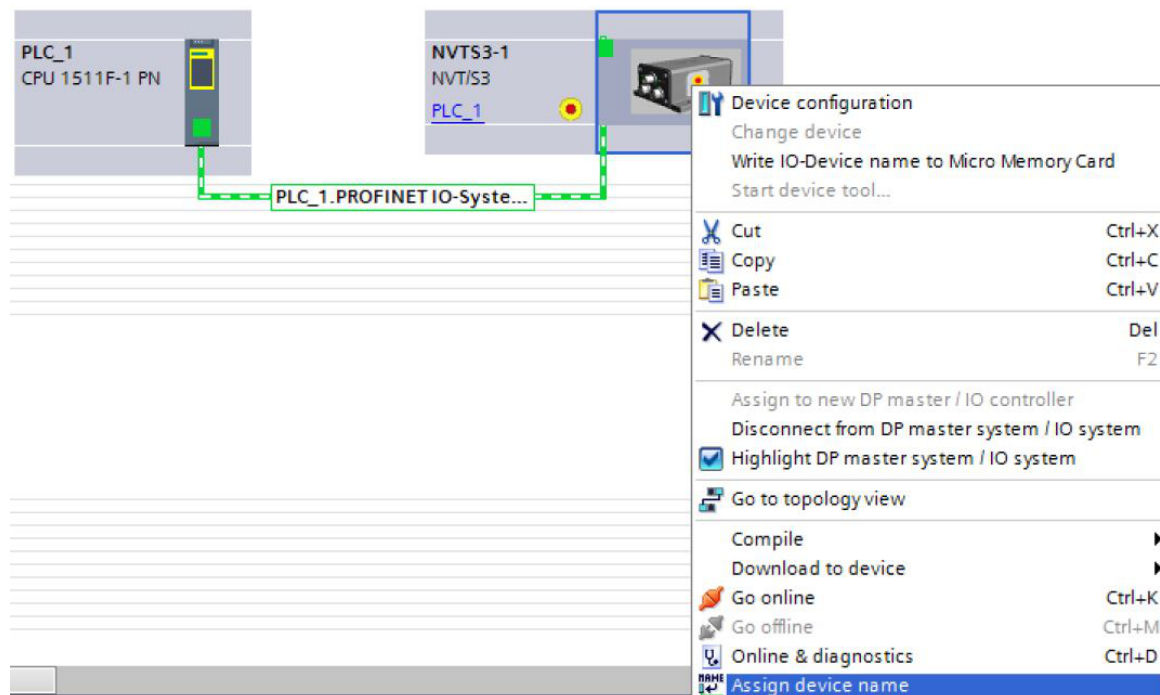 PLC_1
CPU 1511F-1 PN
NVTS3-1
NVT/S3
PLC_1
PLC_1.PROFINET IO-Syste...
Device configuration
Change device
Write IO-Device name to Micro Memory Card
Start device tool...
Cut Ctrl+X
Copy Ctrl+C
Paste Ctrl+V
Delete Del
Rename F2
Assign to new DP master / IO controller
Disconnect from DP master system / IO system
Highlight DP master system / IO system
Go to topology view
Compile
Download to device
Go online Ctrl+K
Go offline Ctrl+M
Online & diagnostics Ctrl+D
NAME
Assign device name